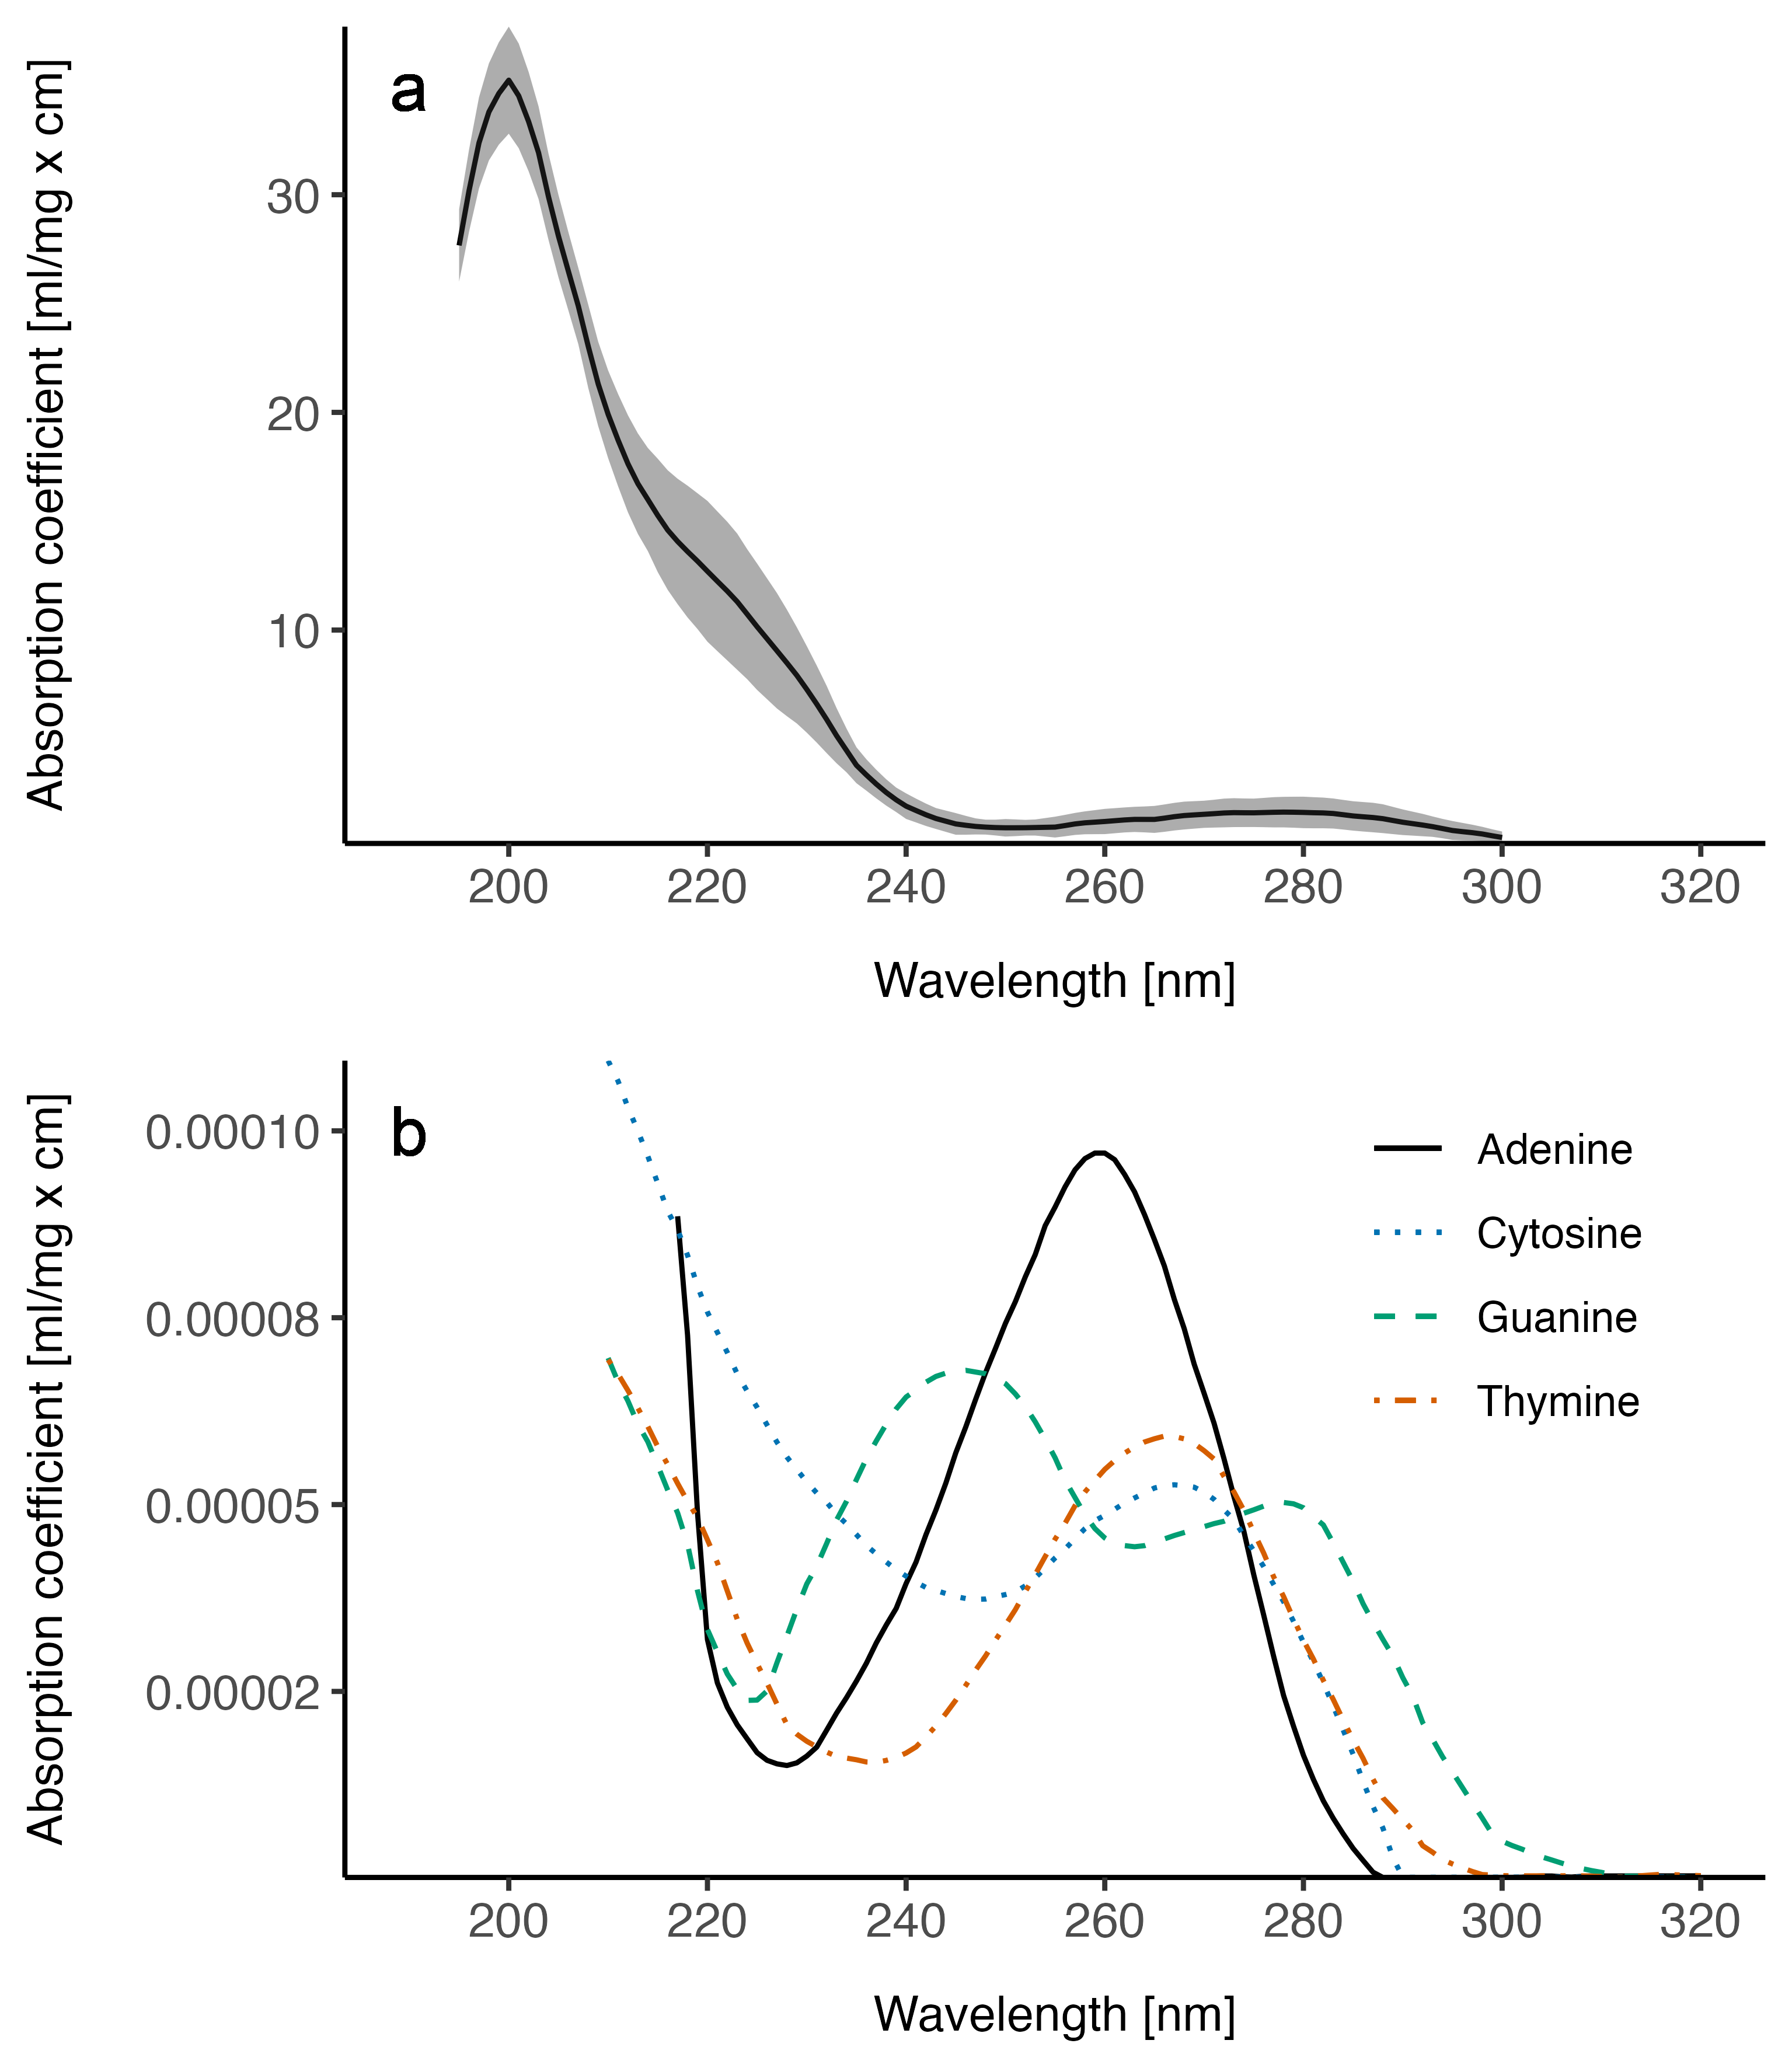 a
Absorption coefficient [ml/mg x cm]
30
20
10
200 220 240 260 280 300 320
Wavelength [nm]
b
Absorption coefficient [ml/mg x cm]
0.00010
0.00008
0.00005
0.00002
Adenine
Cytosine
Guanine
Thymine
200 220 240 260 280 300 320
Wavelength [nm]